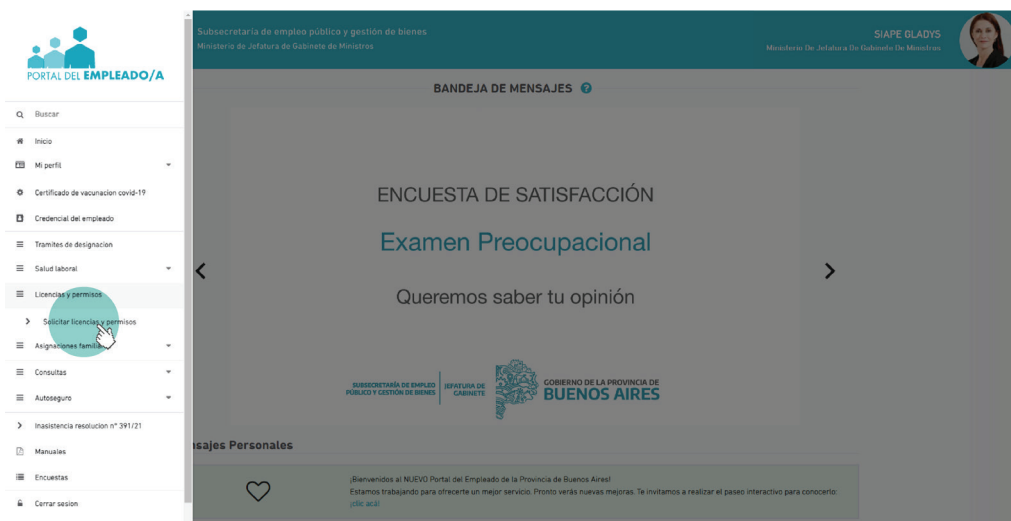 PORTAL DEL EMPLEADO/A
Buscar
Inicio
Mi perfil
Certificado de vacunacion covid-19
Credencial del empleado
Tramites de designacion
Salud laboral
Licencias y permisos
Solicitar licencias y permisos
Asignaciones
Consultas
Autoseguro
Inasistencia resolucion n° 391/21
Manuales
Encuestas
Cerrar sesion
Subsecretaría de empleo público y gestión de bienes
Ministerio de Jefatura de Gabinete de Ministros
SIAPE GLADYS
Ministerio De Jefatura De Gabinete De Ministros
BANDEJA DE MENSAJES
ENCUESTA DE SATISFACCIÓN
Examen Preocupacional
Queremos saber tu opinión
SUBSECRETARÍA DE EMPLEO
PÚBLICO Y GESTIÓN DE BIENES
JEFATURA DE
GABINETE
GOBIERNO DE LA PROVINCIA DE
BUENOS AIRES
nsajes Personales
¡Bienvenidos al NUEVO Portal del Empleado de la Provincia de Buenos Aires!
Estamos trabajando para ofrecerte un mejor servicio. Pronto verás nuevas mejoras. Te invitamos a realizar el paseo interactivo para conocerlo:
¡clic acá!